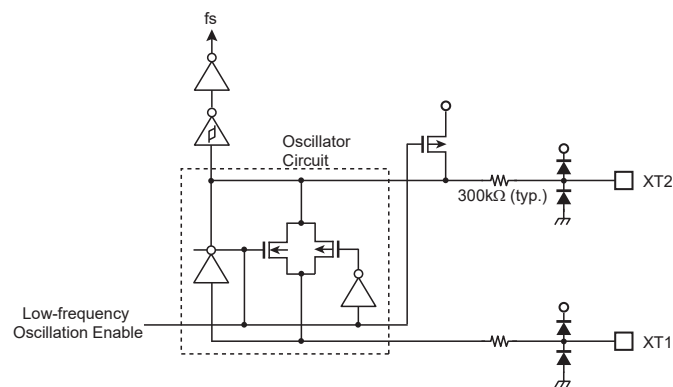 fs
Oscillator
Circuit
300kΩ (typ.)
XT2
Low-frequency
Oscillation Enable
XT1